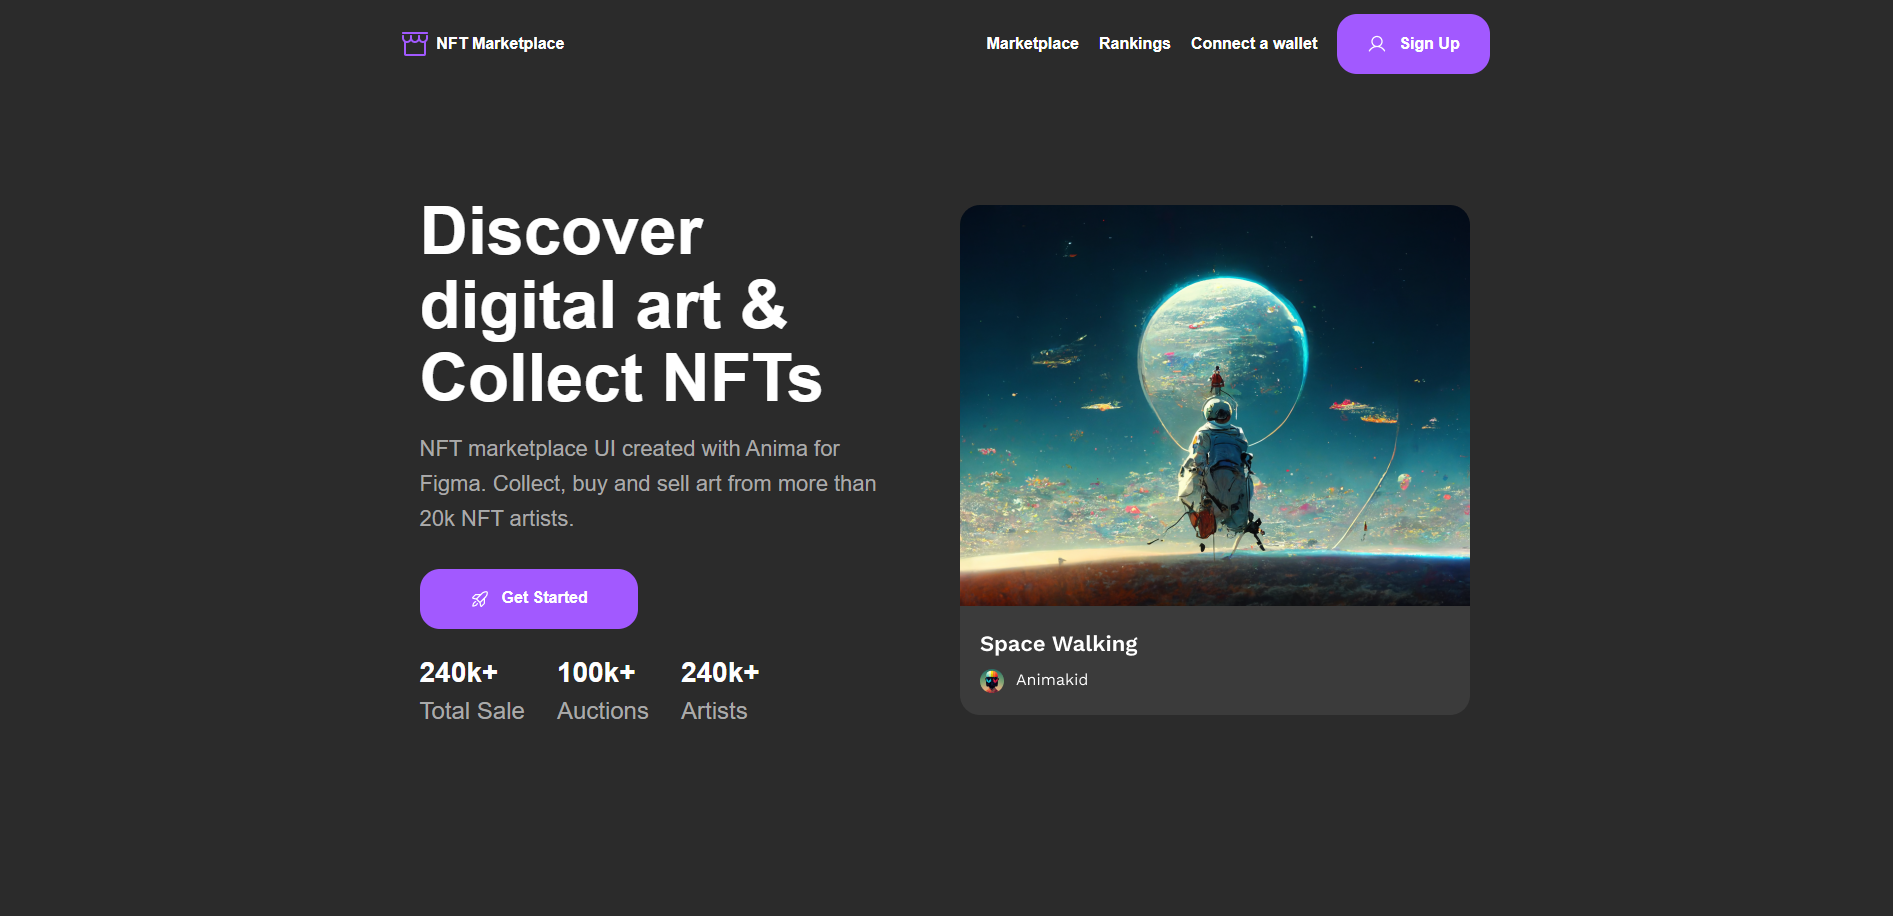 NFT Marketplace
Marketplace
Rankings
Connect a wallet
Sign Up
Discover
digital art &
Collect NFTs
NFT marketplace UI created with Anima for
Figma. Collect, buy and sell art from more than
20k NFT artists.
Get Started
240k+
Total Sale
100k+
Auctions
240k+
Artists
Space Walking
Animakid